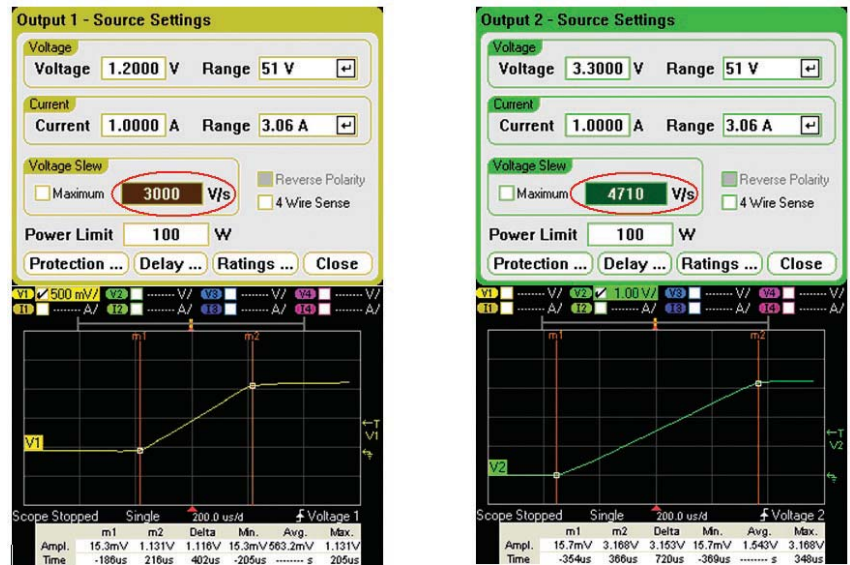 Output 1 - Source Settings
Voltage
Voltage 1.2000 V Range 51 V
Current
Current 1.0000 A Range 3.06 A
Voltage Slew
Maximum 3000 V/s
Reverse Polarity
4 Wire Sense
Power Limit 100 W
Protection ... Delay ... Ratings ... Close
V1 500 mV/ V2 ------ V/ V3 ------ V/ V4 ------ V/
I1 ------ A/ I2 ------ A/ I3 ------ A/ I4 ------ A/
m1 m2
T
V1
V1
Scope Stopped Single 200.0 us/d Voltage 1
m1 m2 Delta Min. Avg. Max.
Ampl. 15.3mV 1.131V 1.116V 15.3mV 563.2mV 1.131V
Time -186us 216us 402us -205us -------- s 205us
Output 2 - Source Settings
Voltage
Voltage 3.3000 V Range 51 V
Current
Current 1.0000 A Range 3.06 A
Voltage Slew
Maximum 4710 V/s
Reverse Polarity
4 Wire Sense
Power Limit 100 W
Protection ... Delay ... Ratings ... Close
V1 ------ V/ V2 1.00 V/ V3 ------ V/ V4 ------ V/
I1 ------ A/ I2 ------ A/ I3 ------ A/ I4 ------ A/
m1 m2
T
V2
V2
Scope Stopped Single 200.0 us/d Voltage 2
m1 m2 Delta Min. Avg. Max.
Ampl. 15.7mV 3.168V 3.153V 15.7mV 1.543V 3.168V
Time -354us 366us 720us -369us -------- s 348us